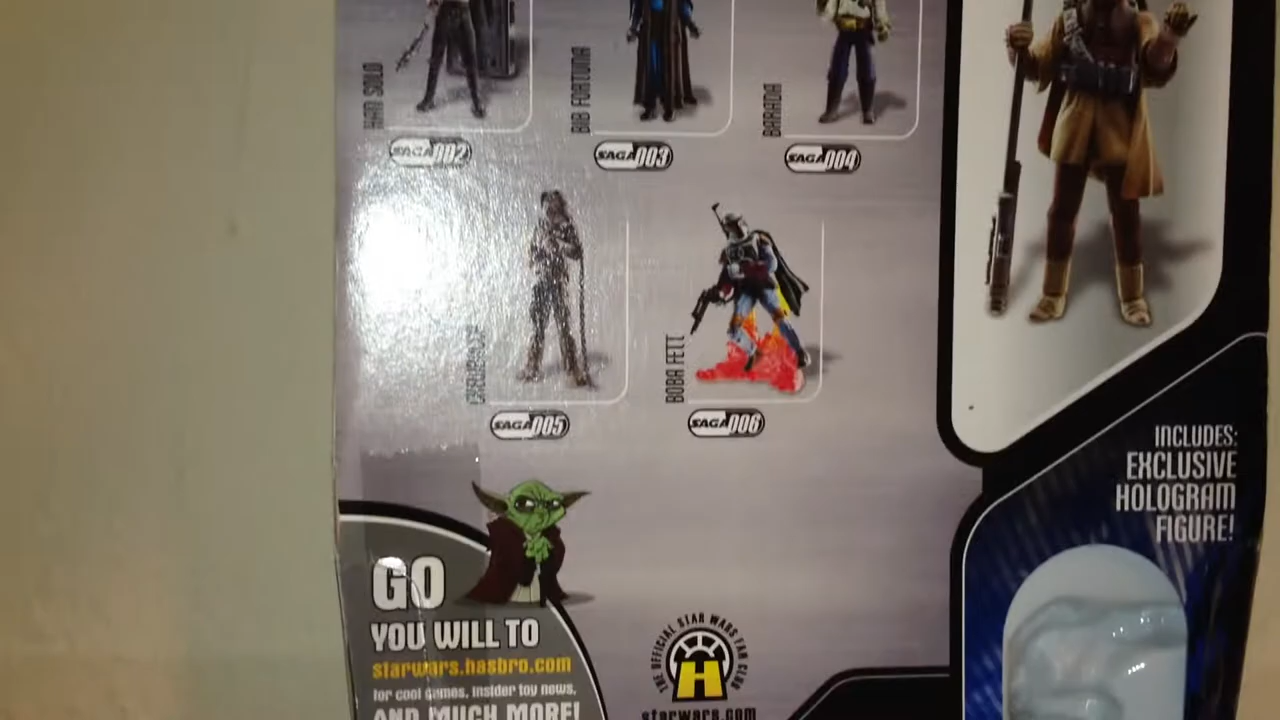 HAN SOLO
BIB FORTUNA
BARADA
SAGA 002
SAGA 003
SAGA 004
CHEWBACCA
BOBA FETT
SAGA 005
SAGA 006
INCLUDES:
EXCLUSIVE
HOLOGRAM
FIGURE!
GO
YOU WILL TO
starwars.hasbro.com
for cool games, insider toy news,
AND MUCH MORE!
THE OFFICIAL STAR WARS FAN CLUB
H
starwars.com